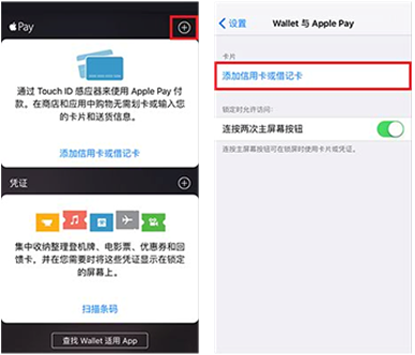 Pay
通过 Touch ID 感应器来使用 Apple Pay 付
款。在商店和应用中购物无需划卡或输入您
的卡片和送货信息。
添加信用卡或借记卡
凭证
集中收纳整理登机牌、电影票、优惠券和回
馈卡，并在您需要时将这些凭证显示在锁定
的屏幕上。
扫描条码
查找 Wallet 适用 App
设置
Wallet 与 Apple Pay
卡片
添加信用卡或借记卡
锁定时允许访问：
连按两次主屏幕按钮
连按主屏幕按钮可在锁屏时使用卡片或凭证。